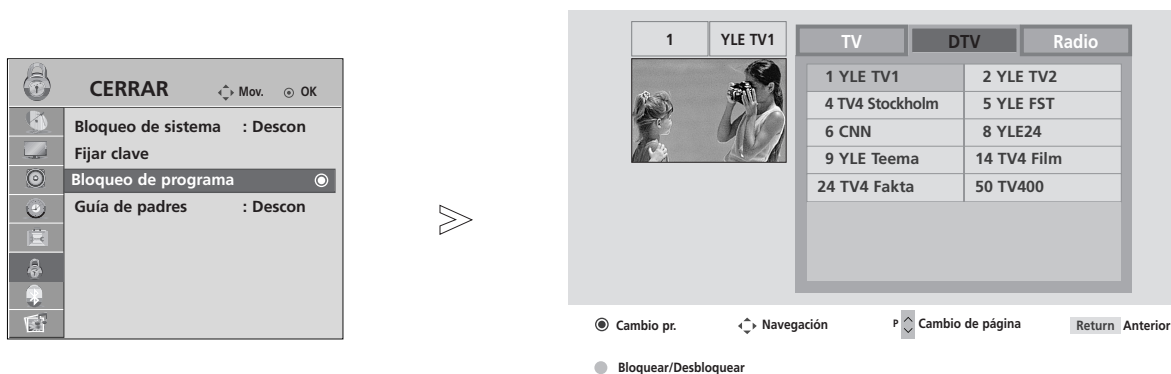 CERRAR
Mov. OK
Bloqueo de sistema : Descon
Fijar clave
Bloqueo de programa
Guía de padres : Descon
1 YLE TV1
TV DTV Radio
1 YLE TV1 2 YLE TV2
4 TV4 Stockholm 5 YLE FST
6 CNN 8 YLE24
9 YLE Teema 14 TV4 Film
24 TV4 Fakta 50 TV400
Cambio pr. Navegación P Cambio de página Return Anterior
Bloquear/Desbloquear